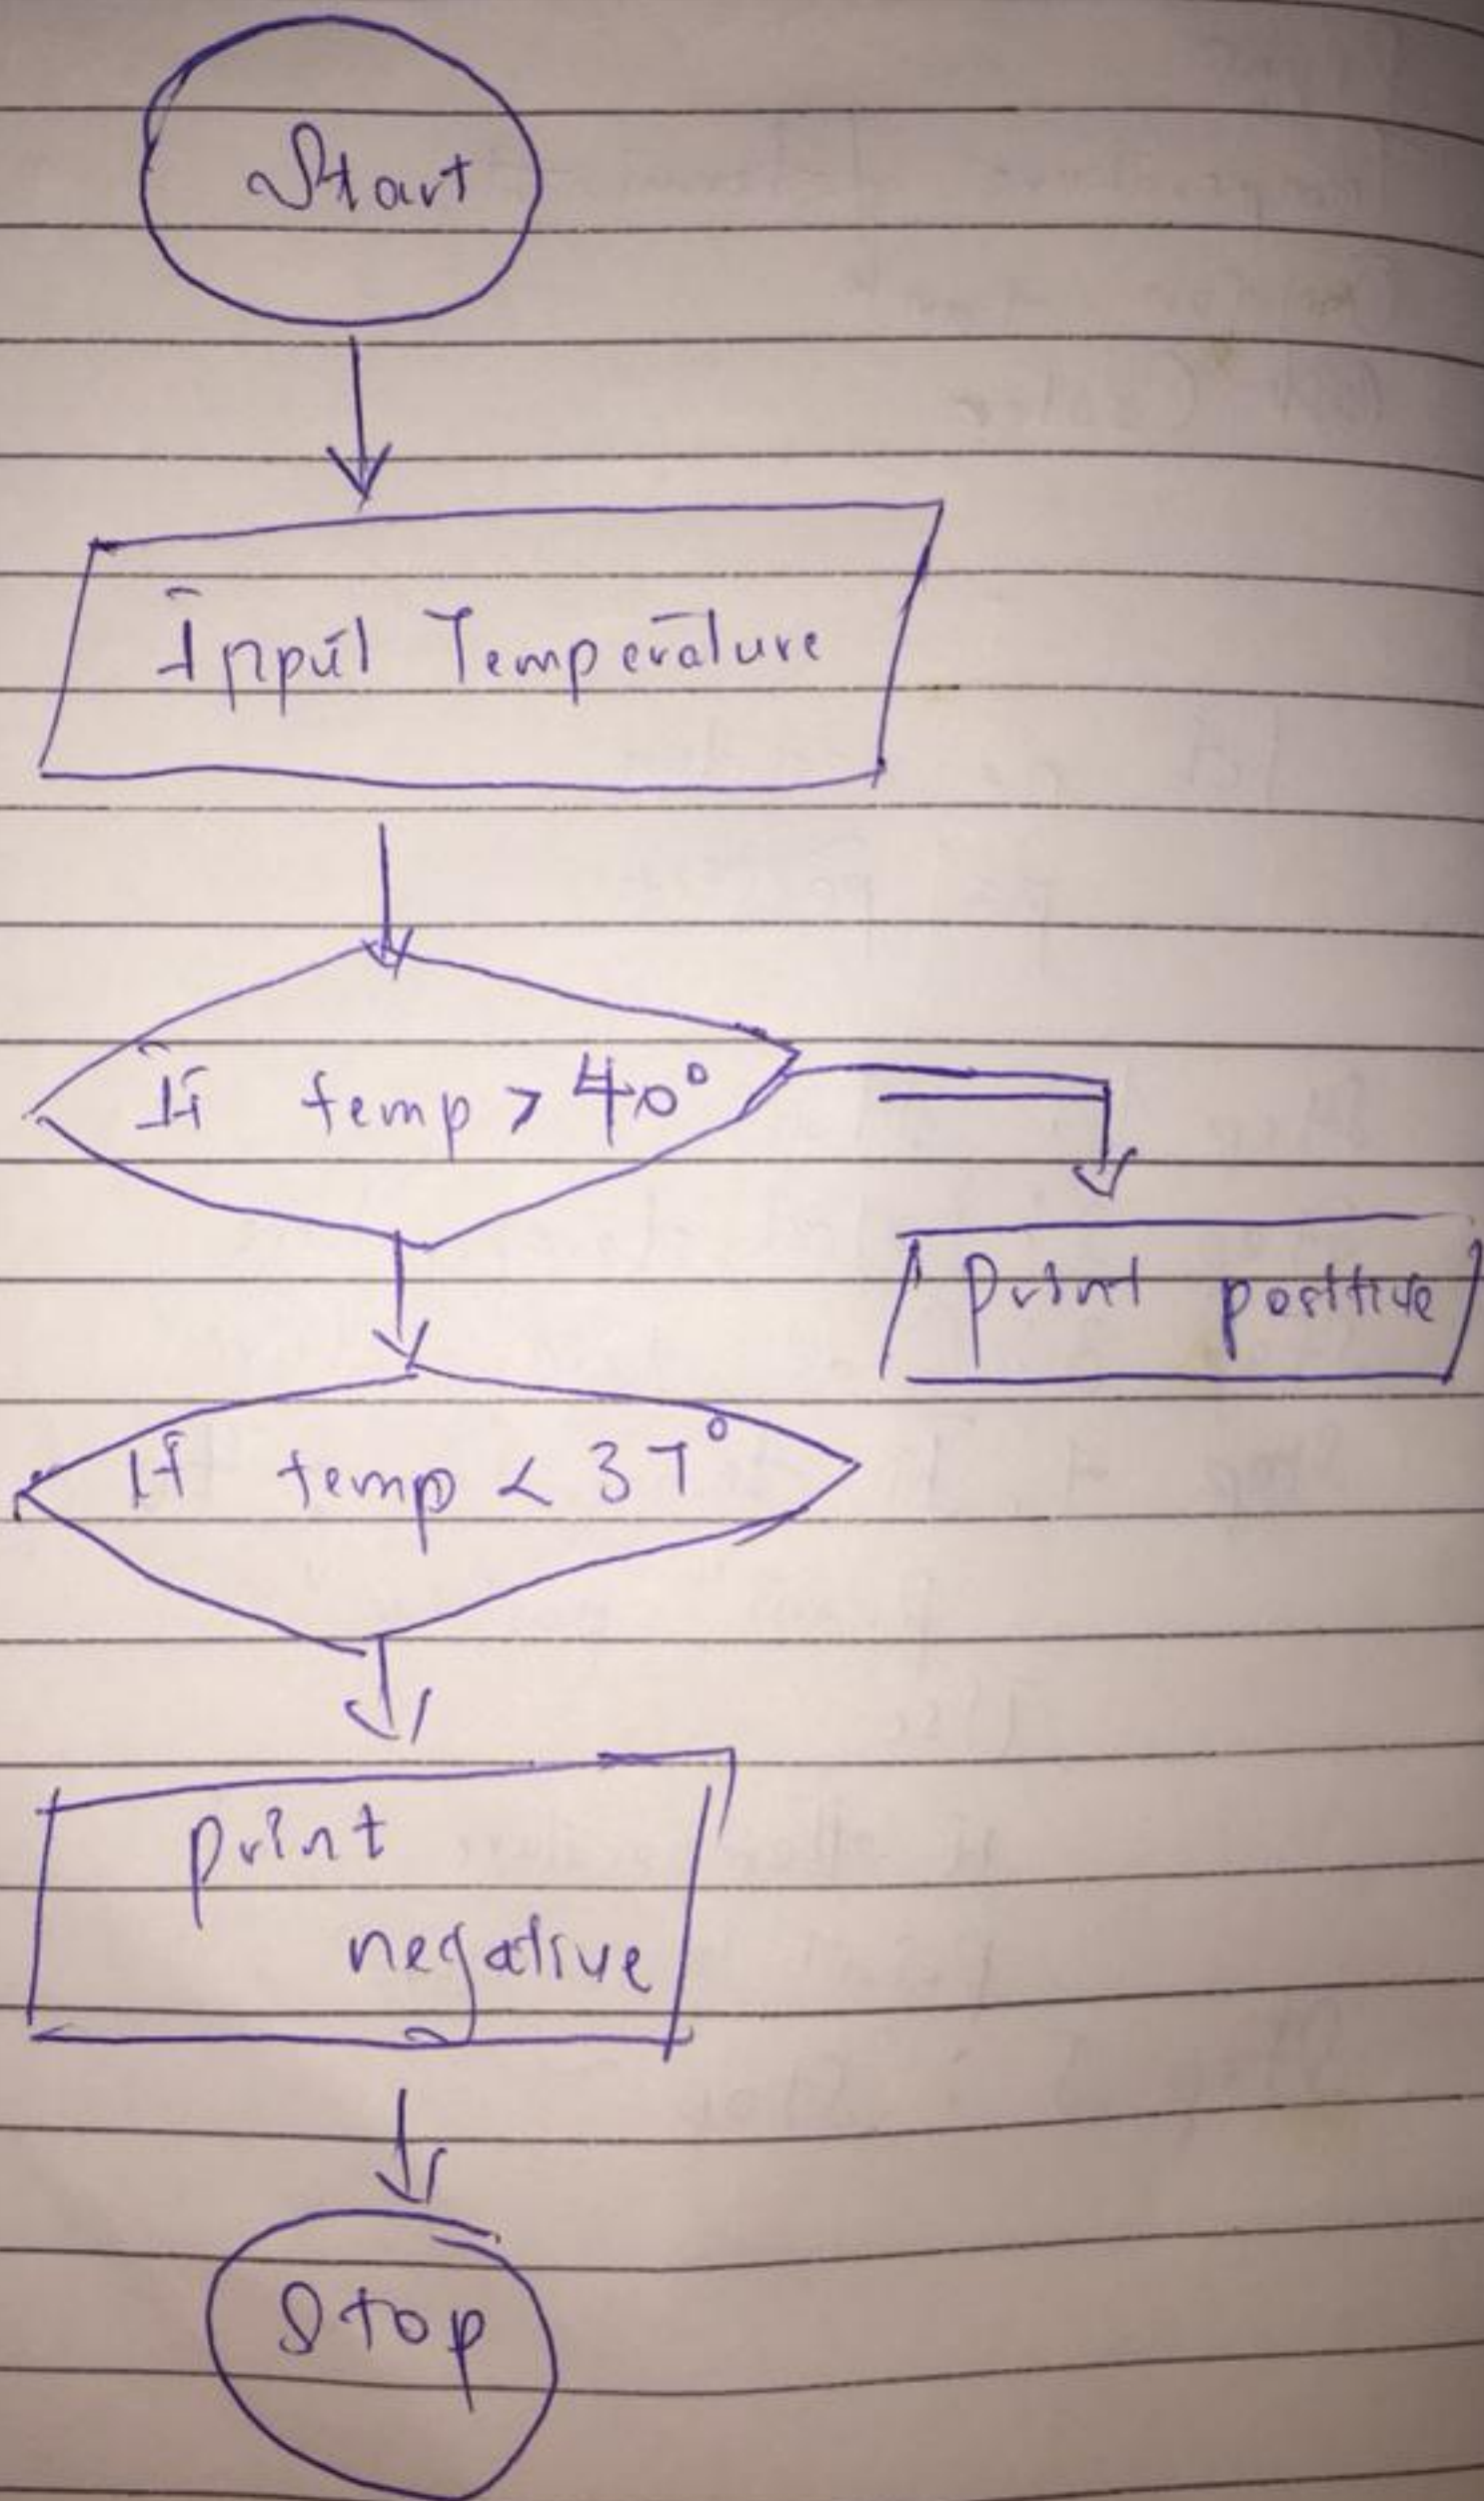 Start
Input Temperature
If temp > 40°
Print positive
If temp < 37°
print
negative
Stop